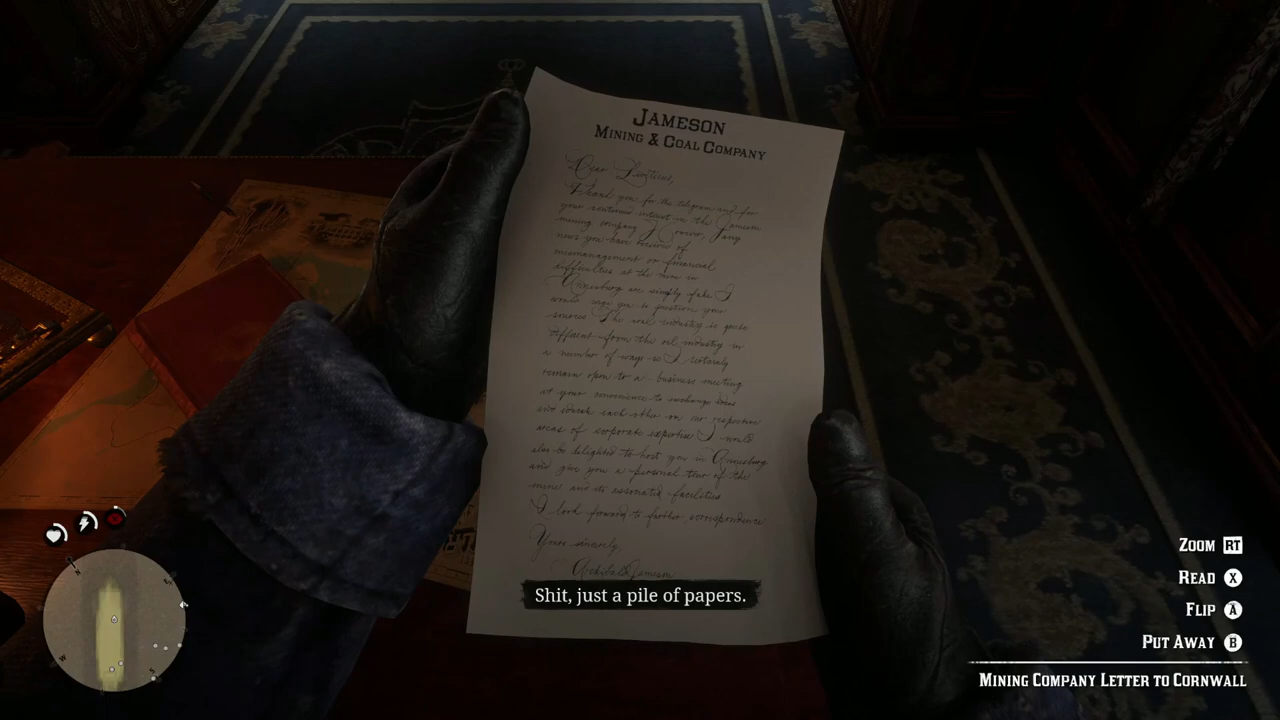 JAMESON
MINING & COAL COMPANY
Dear Leviticus,
Thank you for the telegram and for
your continued interest in the Jameson
mining company. I
news you have receive of
mismanagement or financial
difficulties at the mine in
Annesburg are simply fake I
would urge you to question your
sources. The coal industry is quite
different from the oil industry in
a number of ways so I certainly
remain open to a business meeting
at your convenience to exchange ideas
and each other on our respective
areas of corporate expertise I would
also be delighted to host you in Annesburg
and give you a personal tour of the
mine and its associated facilities
I look forward to further correspondence
Yours sincerely,
Archibald Jameson
Shit, just a pile of papers.
ZOOM RT
READ X
FLIP A
PUT AWAY B
MINING COMPANY LETTER TO CORNWALL